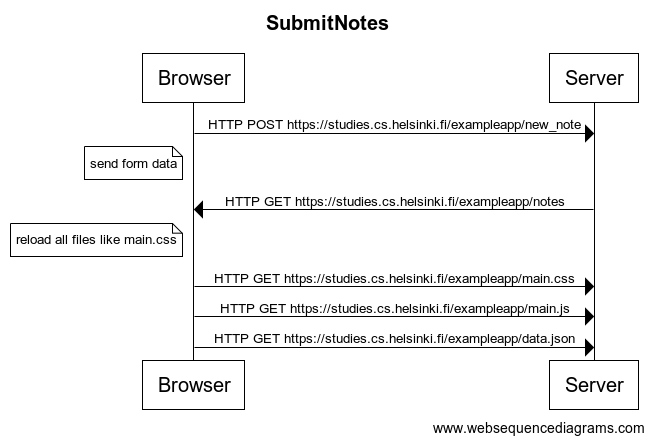 SubmitNotes
Browser
Server
HTTP POST https://studies.cs.helsinki.fi/exampleapp/new_note
send form data
HTTP GET https://studies.cs.helsinki.fi/exampleapp/notes
reload all files like main.css
HTTP GET https://studies.cs.helsinki.fi/exampleapp/main.css
HTTP GET https://studies.cs.helsinki.fi/exampleapp/main.js
HTTP GET https://studies.cs.helsinki.fi/exampleapp/data.json
Browser
Server
www.websequencediagrams.com